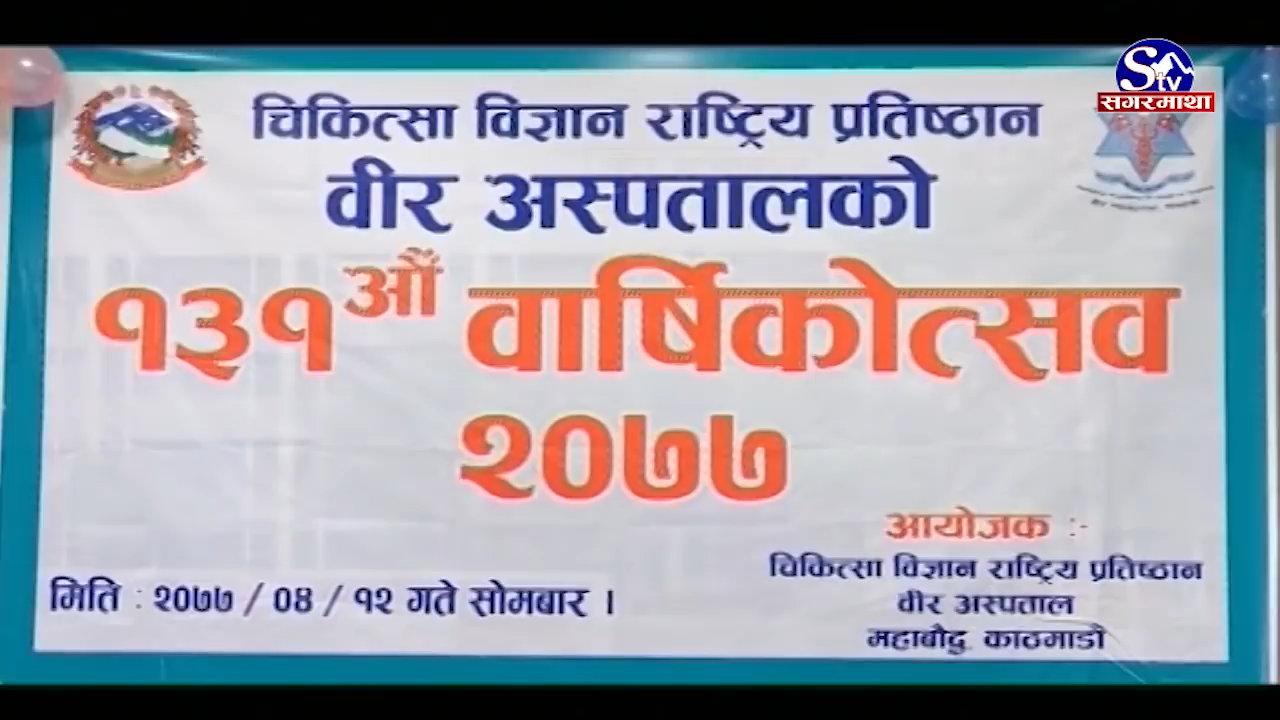 STV
सगरमाथा
चिकित्सा विज्ञान राष्ट्रिय प्रतिष्ठान
वीर अस्पतालको
१३१औं वार्षिकोत्सव
२०७७
मिति : २०७७ / ०४ / १२ गते सोमबार ।
आयोजक :-
चिकित्सा विज्ञान राष्ट्रिय प्रतिष्ठान
वीर अस्पताल
महाबौद्ध, काठमाडौं